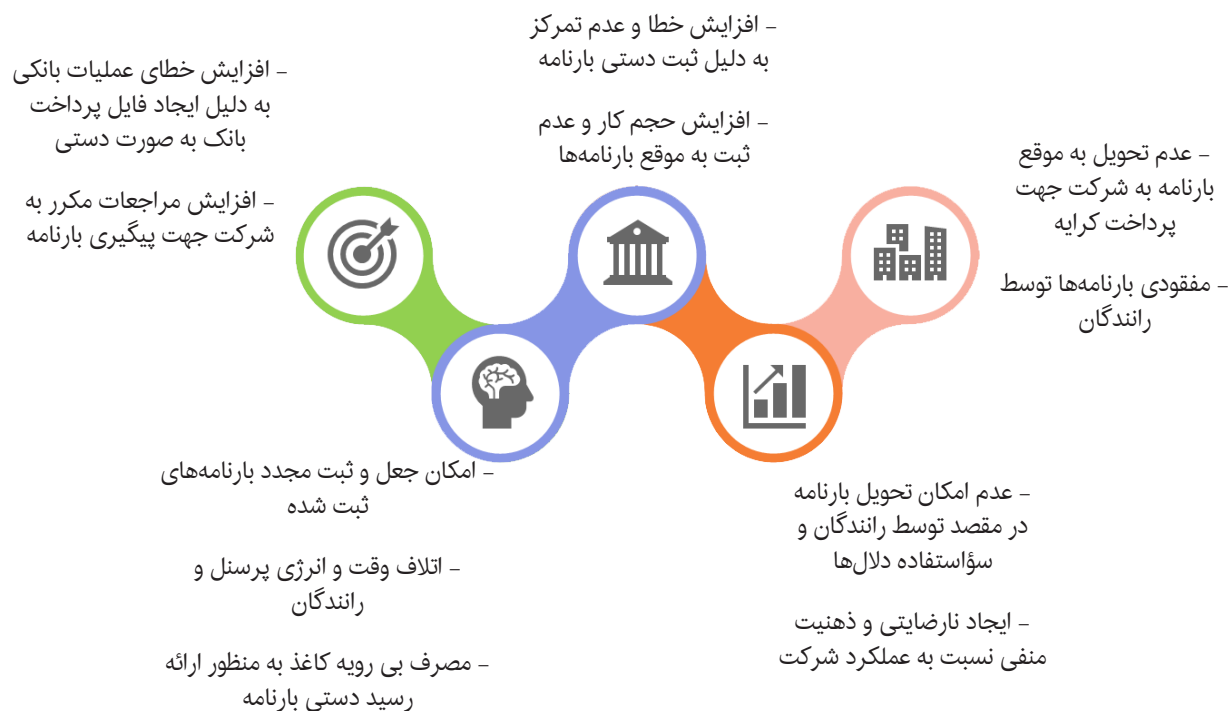 - عدم تحویل به موقع
بارنامه به شرکت جهت
پرداخت کرایه
- مفقودی بارنامه‌ها توسط
رانندگان
- عدم امکان تحویل بارنامه
در مقصد توسط رانندگان و
سؤاستفاده دلال‌ها
- ایجاد نارضایتی و ذهنیت
منفی نسبت به عملکرد شرکت
- افزایش خطا و عدم تمرکز
به دلیل ثبت دستی بارنامه
- افزایش حجم کار و عدم
ثبت به موقع بارنامه‌ها
- امکان جعل و ثبت مجدد بارنامه‌های
ثبت شده
- اتلاف وقت و انرژی پرسنل و
رانندگان
- مصرف بی رویه کاغذ به منظور ارائه
رسید دستی بارنامه
- افزایش خطای عملیات بانکی
به دلیل ایجاد فایل پرداخت
بانک به صورت دستی
- افزایش مراجعات مکرر به
شرکت جهت پیگیری بارنامه